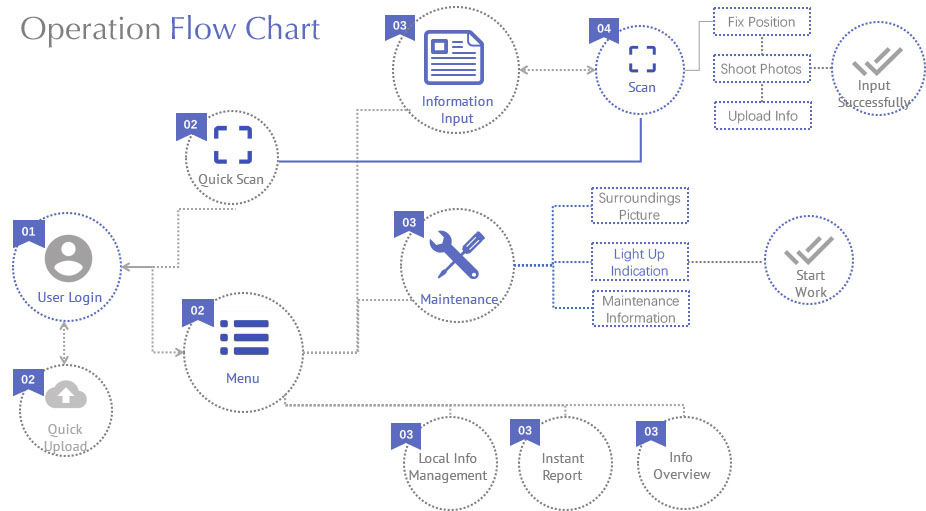 Operation Flow Chart
03
Information
Input
04
Scan
Fix Position
Shoot Photos
Upload Info
Input
Successfully
02
Quick Scan
01
User Login
02
Menu
02
Quick
Upload
03
Maintenance
Surroundings
Picture
Light Up
Indication
Maintenance
Information
Start
Work
03
Local Info
Management
03
Instant
Report
03
Info
Overview